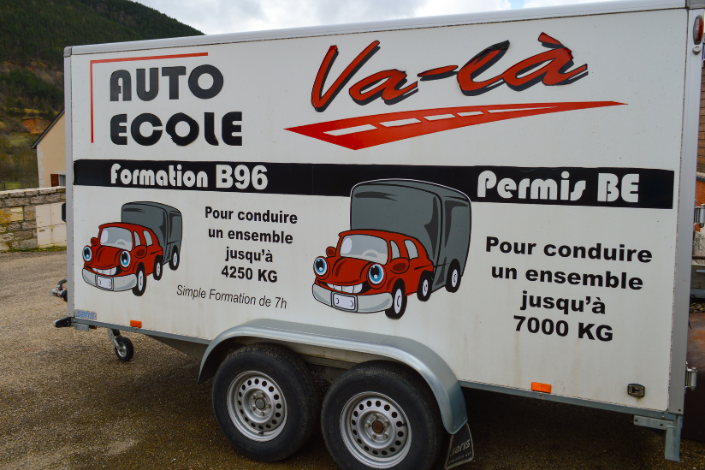 AUTO
ECOLE
Va-là
Formation B96
Permis BE
Pour conduire
un ensemble
jusqu'à
4250 KG
Simple Formation de 7h
Pour conduire
un ensemble
jusqu'à
7000 KG